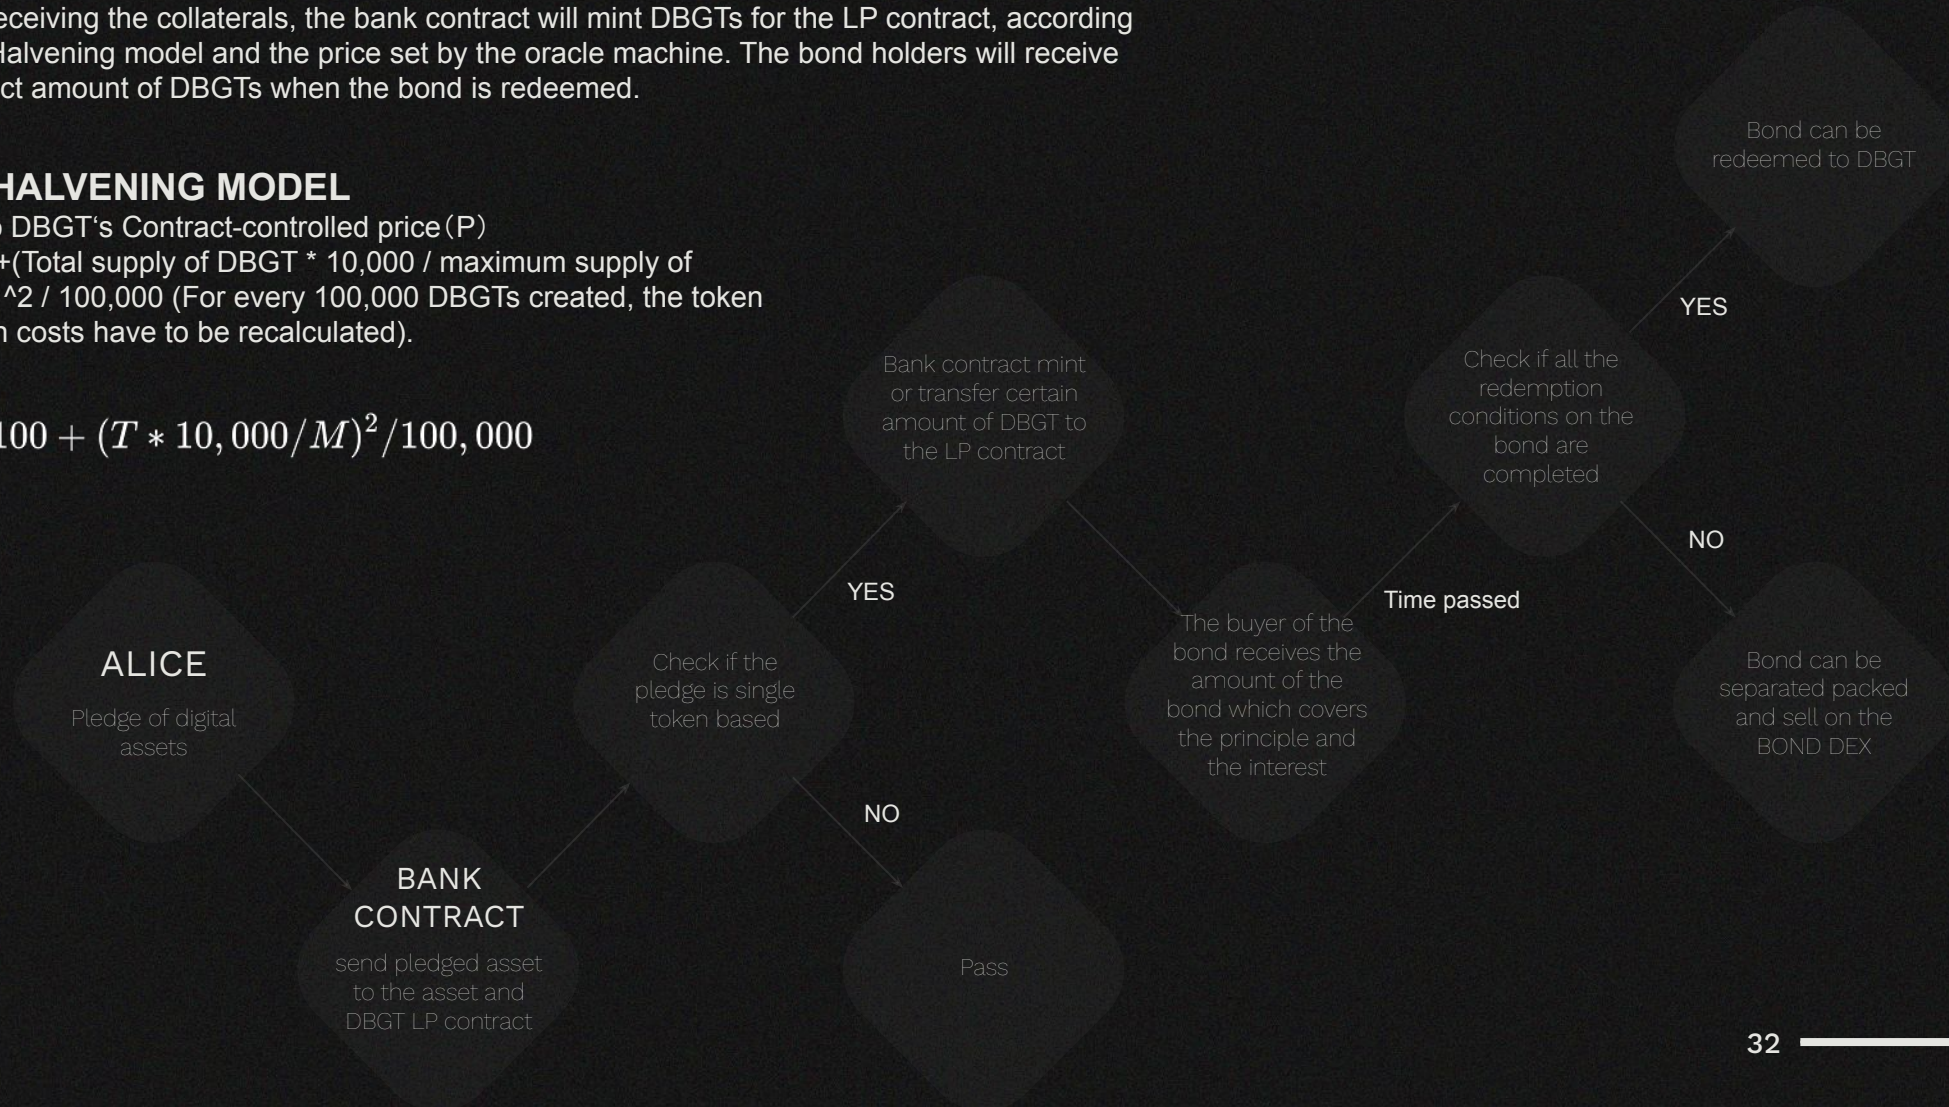 eceiving the collaterals, the bank contract will mint DBGTs for the LP contract, according
Halvening model and the price set by the oracle machine. The bond holders will receive
ct amount of DBGTs when the bond is redeemed.
HALVENING MODEL
DBGT‘s Contract-controlled price（P）
+(Total supply of DBGT * 10,000 / maximum supply of
^2 / 100,000 (For every 100,000 DBGTs created, the token
costs have to be recalculated).
100 + (T * 10, 000/M)^2/100, 000
ALICE
Pledge of digital
assets
BANK
CONTRACT
send pledged asset
to the asset and
DBGT LP contract
Check if the
pledge is single
token based
YES
NO
Bank contract mint
or transfer certain
amount of DBGT to
the LP contract
Pass
The buyer of the
bond receives the
amount of the
bond which covers
the principle and
the interest
Time passed
Check if all the
redemption
conditions on the
bond are
completed
YES
NO
Bond can be
redeemed to DBGT
Bond can be
separated packed
and sell on the
BOND DEX
32